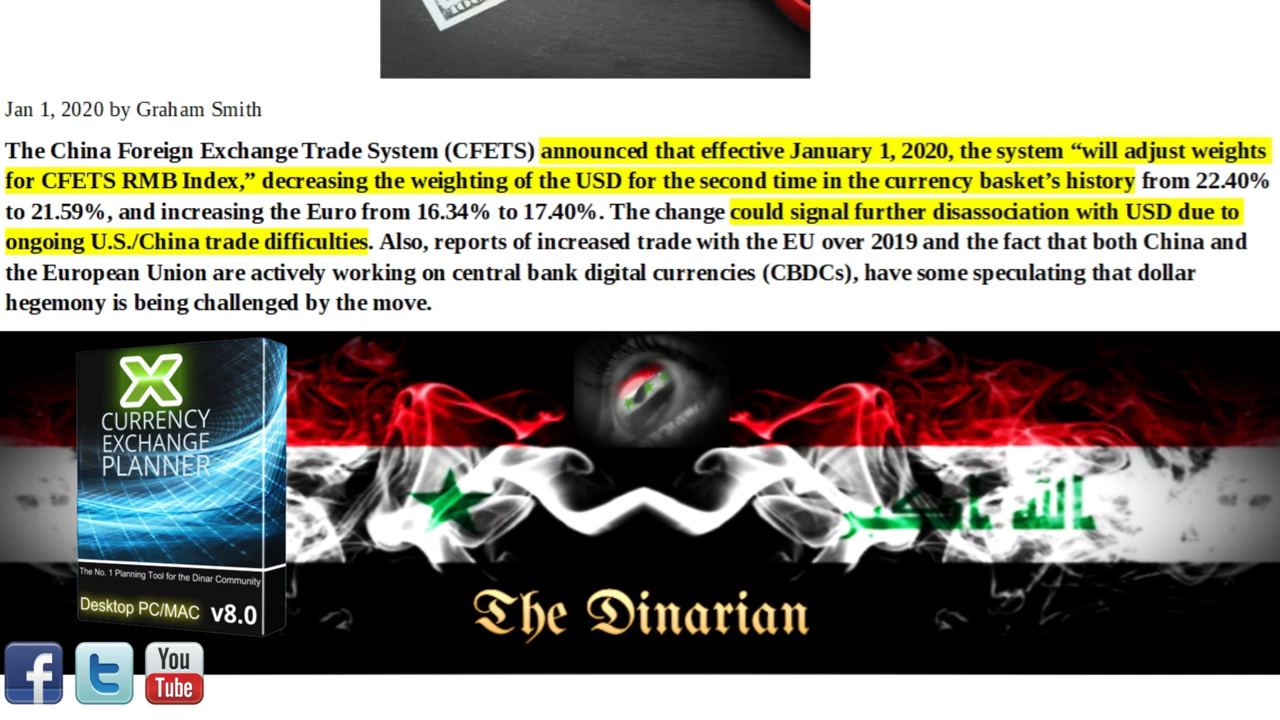 Jan 1, 2020 by Graham Smith
The China Foreign Exchange Trade System (CFETS) announced that effective January 1, 2020, the system “will adjust weights
for CFETS RMB Index,” decreasing the weighting of the USD for the second time in the currency basket’s history from 22.40%
to 21.59%, and increasing the Euro from 16.34% to 17.40%. The change could signal further disassociation with USD due to
ongoing U.S./China trade difficulties. Also, reports of increased trade with the EU over 2019 and the fact that both China and
the European Union are actively working on central bank digital currencies (CBDCs), have some speculating that dollar
hegemony is being challenged by the move.
X
CURRENCY
EXCHANGE
PLANNER
The No. 1 Planning Tool for the Dinar Community
Desktop PC/MAC v8.0
الله اكبر
The Dinarian
You
Tube